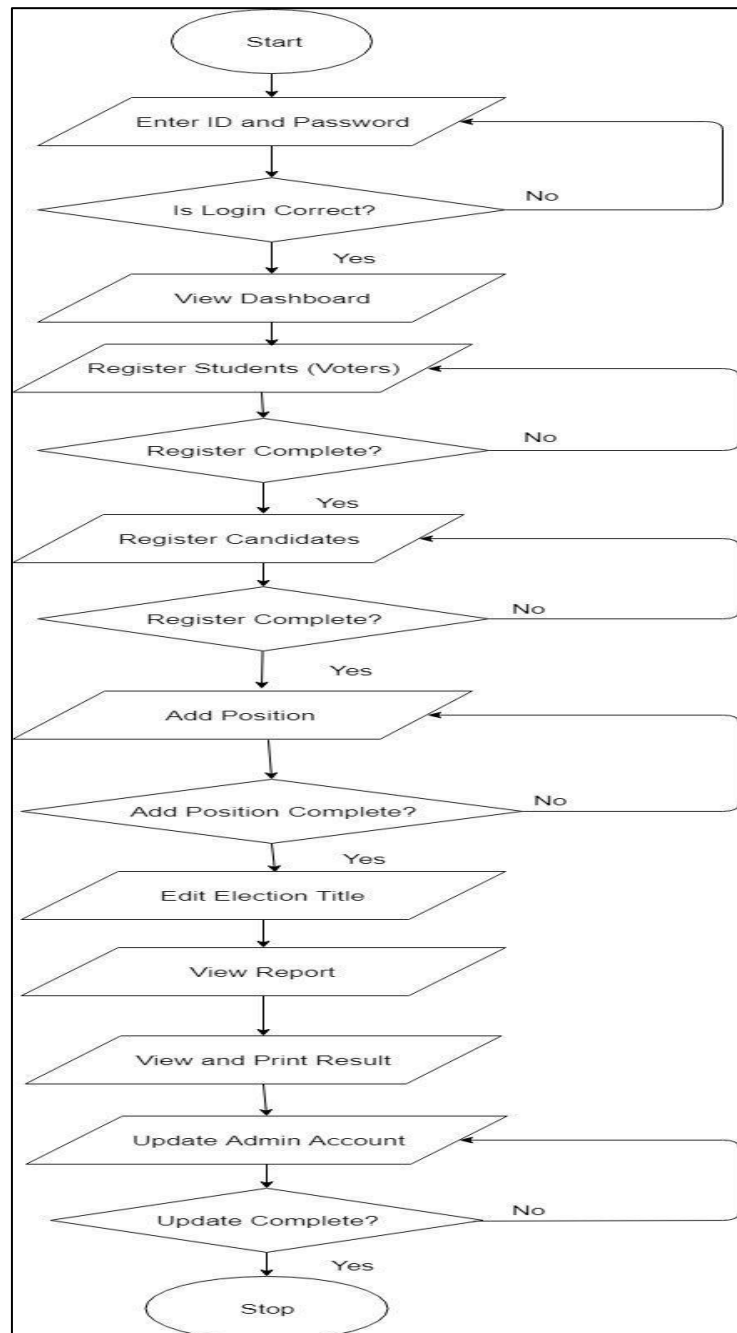 Start
Enter ID and Password
Is Login Correct?
No
Yes
View Dashboard
Register Students (Voters)
Register Complete?
No
Yes
Register Candidates
Register Complete?
No
Yes
Add Position
Add Position Complete?
No
Yes
Edit Election Title
View Report
View and Print Result
Update Admin Account
Update Complete?
No
Yes
Stop